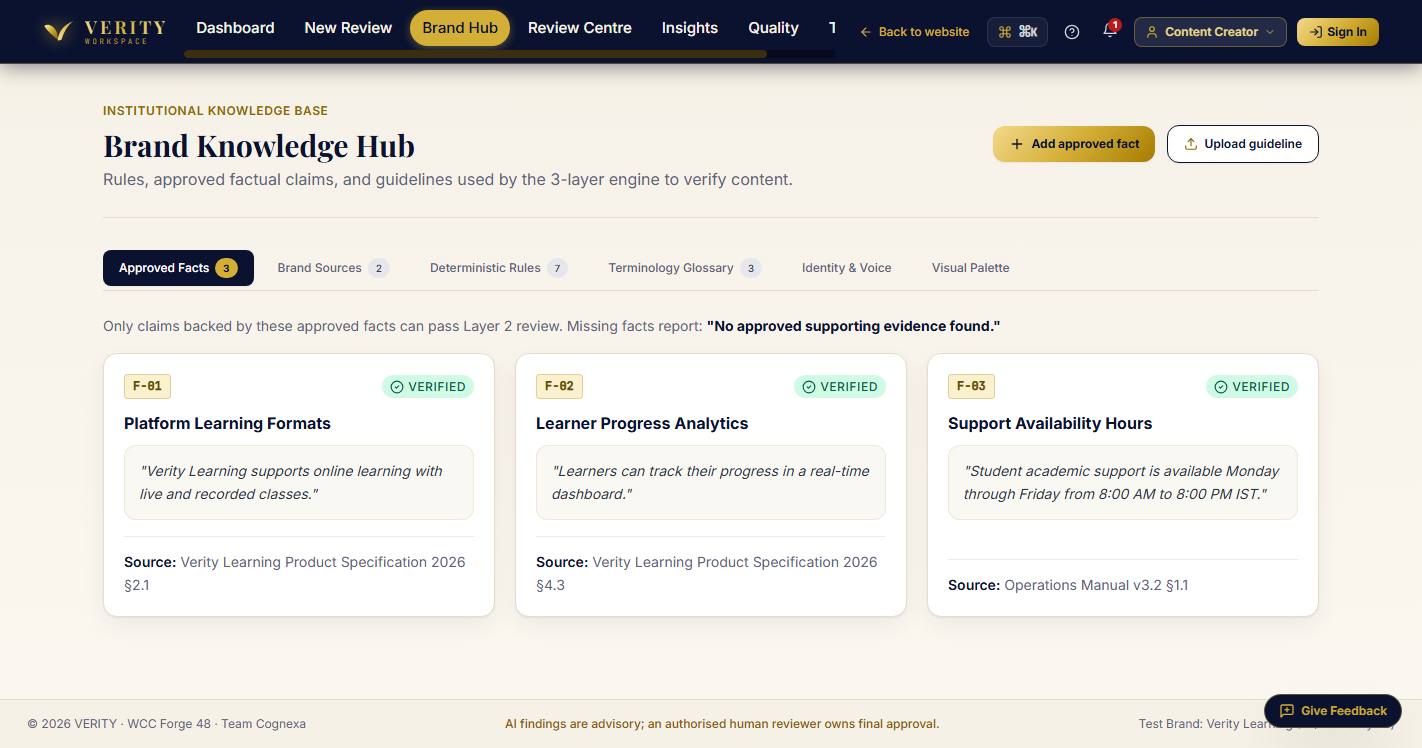 VERITY
WORKSPACE
Dashboard
New Review
Brand Hub
Review Centre
Insights
Quality
Back to website
⌘ ⌘K
1
Content Creator
Sign In
INSTITUTIONAL KNOWLEDGE BASE
Brand Knowledge Hub
Rules, approved factual claims, and guidelines used by the 3-layer engine to verify content.
+ Add approved fact
Upload guideline
Approved Facts 3
Brand Sources 2
Deterministic Rules 7
Terminology Glossary 3
Identity & Voice
Visual Palette
Only claims backed by these approved facts can pass Layer 2 review. Missing facts report: "No approved supporting evidence found."
F-01
VERIFIED
Platform Learning Formats
"Verity Learning supports online learning with
live and recorded classes."
Source: Verity Learning Product Specification 2026
§2.1
F-02
VERIFIED
Learner Progress Analytics
"Learners can track their progress in a real-time
dashboard."
Source: Verity Learning Product Specification 2026
§4.3
F-03
VERIFIED
Support Availability Hours
"Student academic support is available Monday
through Friday from 8:00 AM to 8:00 PM IST."
Source: Operations Manual v3.2 §1.1
© 2026 VERITY · WCC Forge 48 · Team Cognexa
AI findings are advisory; an authorised human reviewer owns final approval.
Test Brand: Verity
Give Feedback